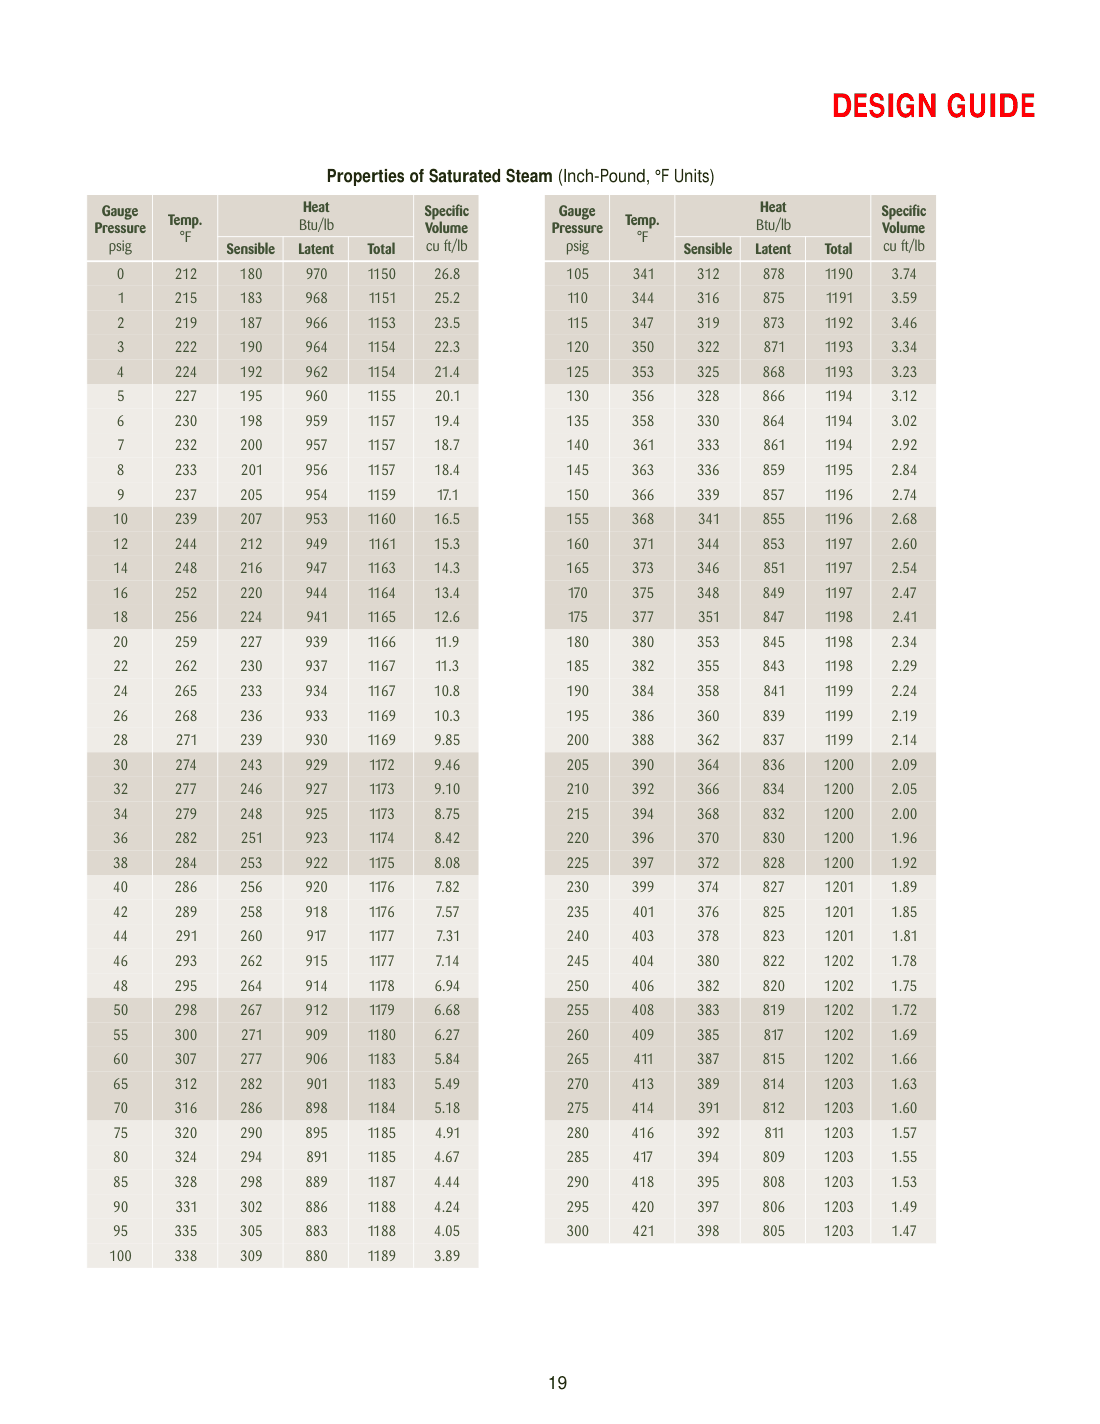 DESIGN GUIDE
Properties of Saturated Steam (Inch-Pound, °F Units)
Gauge Pressure psig Temp. °F Heat Btu/lb Specific Volume cu ft/lb
Sensible Latent Total
0 212 180 970 1150 26.8
1 215 183 968 1151 25.2
2 219 187 966 1153 23.5
3 222 190 964 1154 22.3
4 224 192 962 1154 21.4
5 227 195 960 1155 20.1
6 230 198 959 1157 19.4
7 232 200 957 1157 18.7
8 233 201 956 1157 18.4
9 237 205 954 1159 17.1
10 239 207 953 1160 16.5
12 244 212 949 1161 15.3
14 248 216 947 1163 14.3
16 252 220 944 1164 13.4
18 256 224 941 1165 12.6
20 259 227 939 1166 11.9
22 262 230 937 1167 11.3
24 265 233 934 1167 10.8
26 268 236 933 1169 10.3
28 271 239 930 1169 9.85
30 274 243 929 1172 9.46
32 277 246 927 1173 9.10
34 279 248 925 1173 8.75
36 282 251 923 1174 8.42
38 284 253 922 1175 8.08
40 286 256 920 1176 7.82
42 289 258 918 1176 7.57
44 291 260 917 1177 7.31
46 293 262 915 1177 7.14
48 295 264 914 1178 6.94
50 298 267 912 1179 6.68
55 300 271 909 1180 6.27
60 307 277 906 1183 5.84
65 312 282 901 1183 5.49
70 316 286 898 1184 5.18
75 320 290 895 1185 4.91
80 324 294 891 1185 4.67
85 328 298 889 1187 4.44
90 331 302 886 1188 4.24
95 335 305 883 1188 4.05
100 338 309 880 1189 3.89
Gauge Pressure psig Temp. °F Heat Btu/lb Specific Volume cu ft/lb
Sensible Latent Total
105 341 312 878 1190 3.74
110 344 316 875 1191 3.59
115 347 319 873 1192 3.46
120 350 322 871 1193 3.34
125 353 325 868 1193 3.23
130 356 328 866 1194 3.12
135 358 330 864 1194 3.02
140 361 333 861 1194 2.92
145 363 336 859 1195 2.84
150 366 339 857 1196 2.74
155 368 341 855 1196 2.68
160 371 344 853 1197 2.60
165 373 346 851 1197 2.54
170 375 348 849 1197 2.47
175 377 351 847 1198 2.41
180 380 353 845 1198 2.34
185 382 355 843 1198 2.29
190 384 358 841 1199 2.24
195 386 360 839 1199 2.19
200 388 362 837 1199 2.14
205 390 364 836 1200 2.09
210 392 366 834 1200 2.05
215 394 368 832 1200 2.00
220 396 370 830 1200 1.96
225 397 372 828 1200 1.92
230 399 374 827 1201 1.89
235 401 376 825 1201 1.85
240 403 378 823 1201 1.81
245 404 380 822 1202 1.78
250 406 382 820 1202 1.75
255 408 383 819 1202 1.72
260 409 385 817 1202 1.69
265 411 387 815 1202 1.66
270 413 389 814 1203 1.63
275 414 391 812 1203 1.60
280 416 392 811 1203 1.57
285 417 394 809 1203 1.55
290 418 395 808 1203 1.53
295 420 397 806 1203 1.49
300 421 398 805 1203 1.47
19